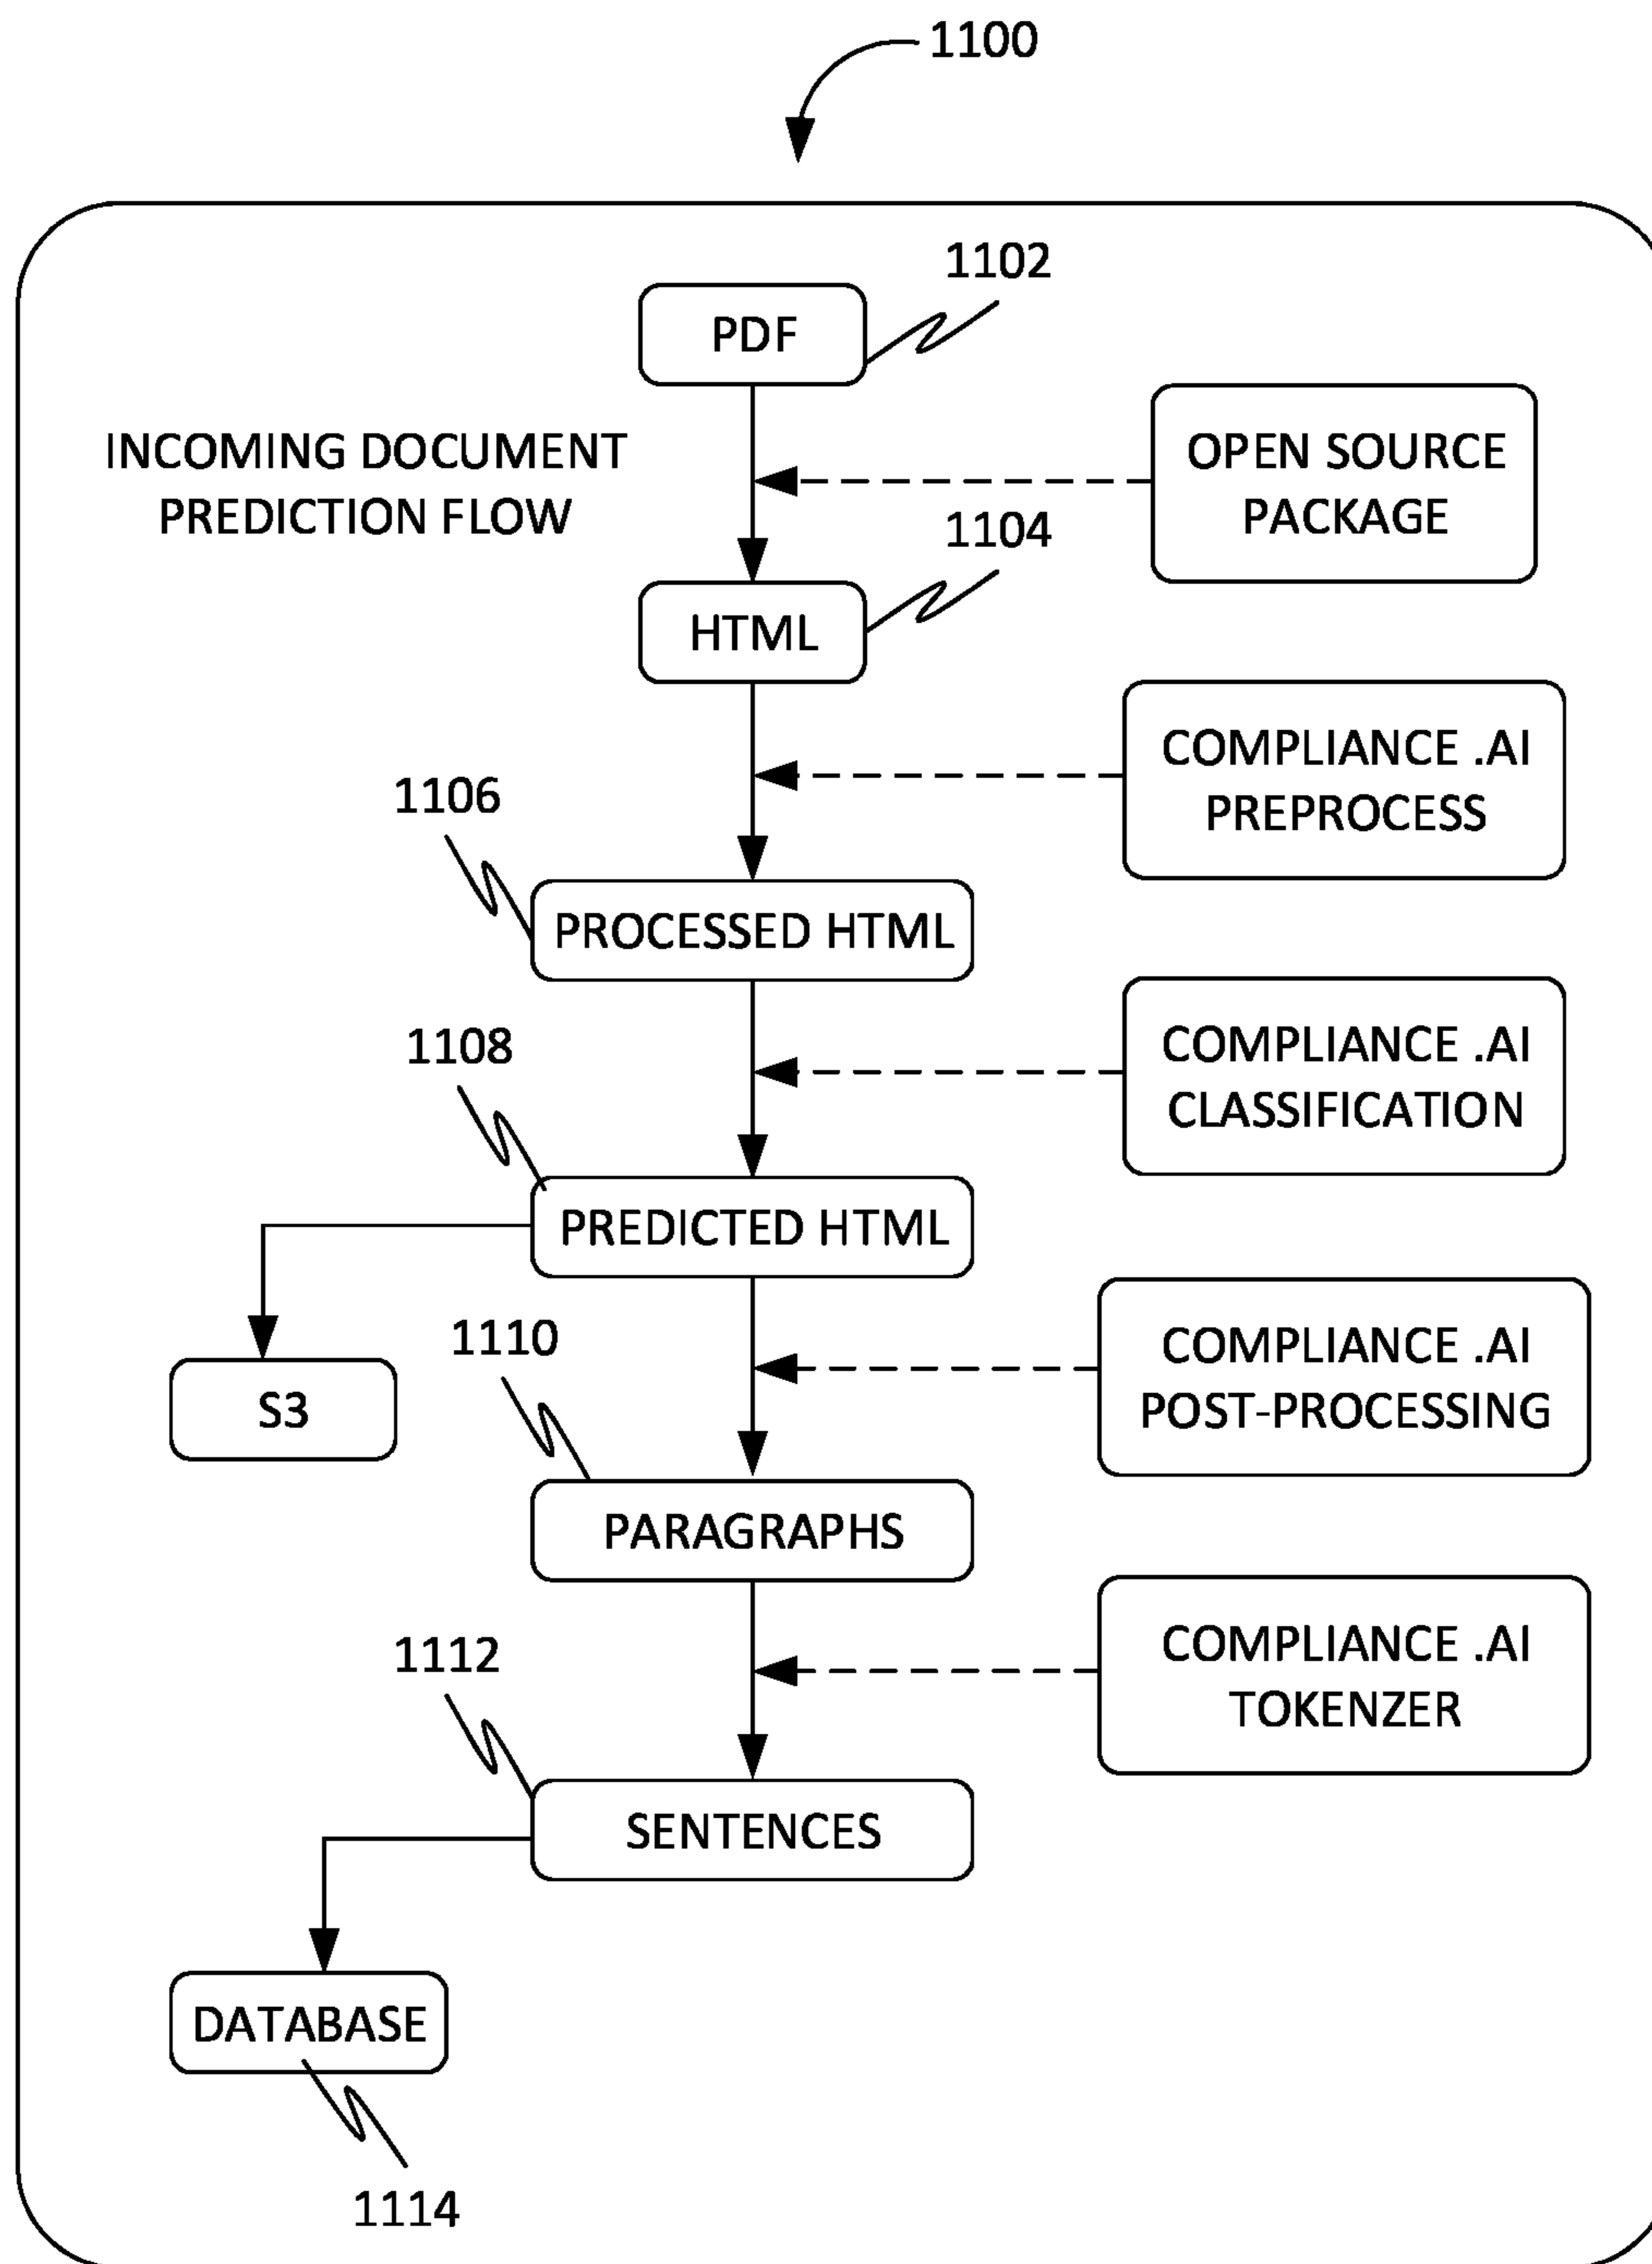 1100
1102
PDF
INCOMING DOCUMENT
PREDICTION FLOW
OPEN SOURCE
PACKAGE
1104
HTML
COMPLIANCE .AI
PREPROCESS
1106
PROCESSED HTML
COMPLIANCE .AI
CLASSIFICATION
1108
PREDICTED HTML
S3
1110
COMPLIANCE .AI
POST-PROCESSING
PARAGRAPHS
COMPLIANCE .AI
TOKENZER
1112
SENTENCES
DATABASE
1114